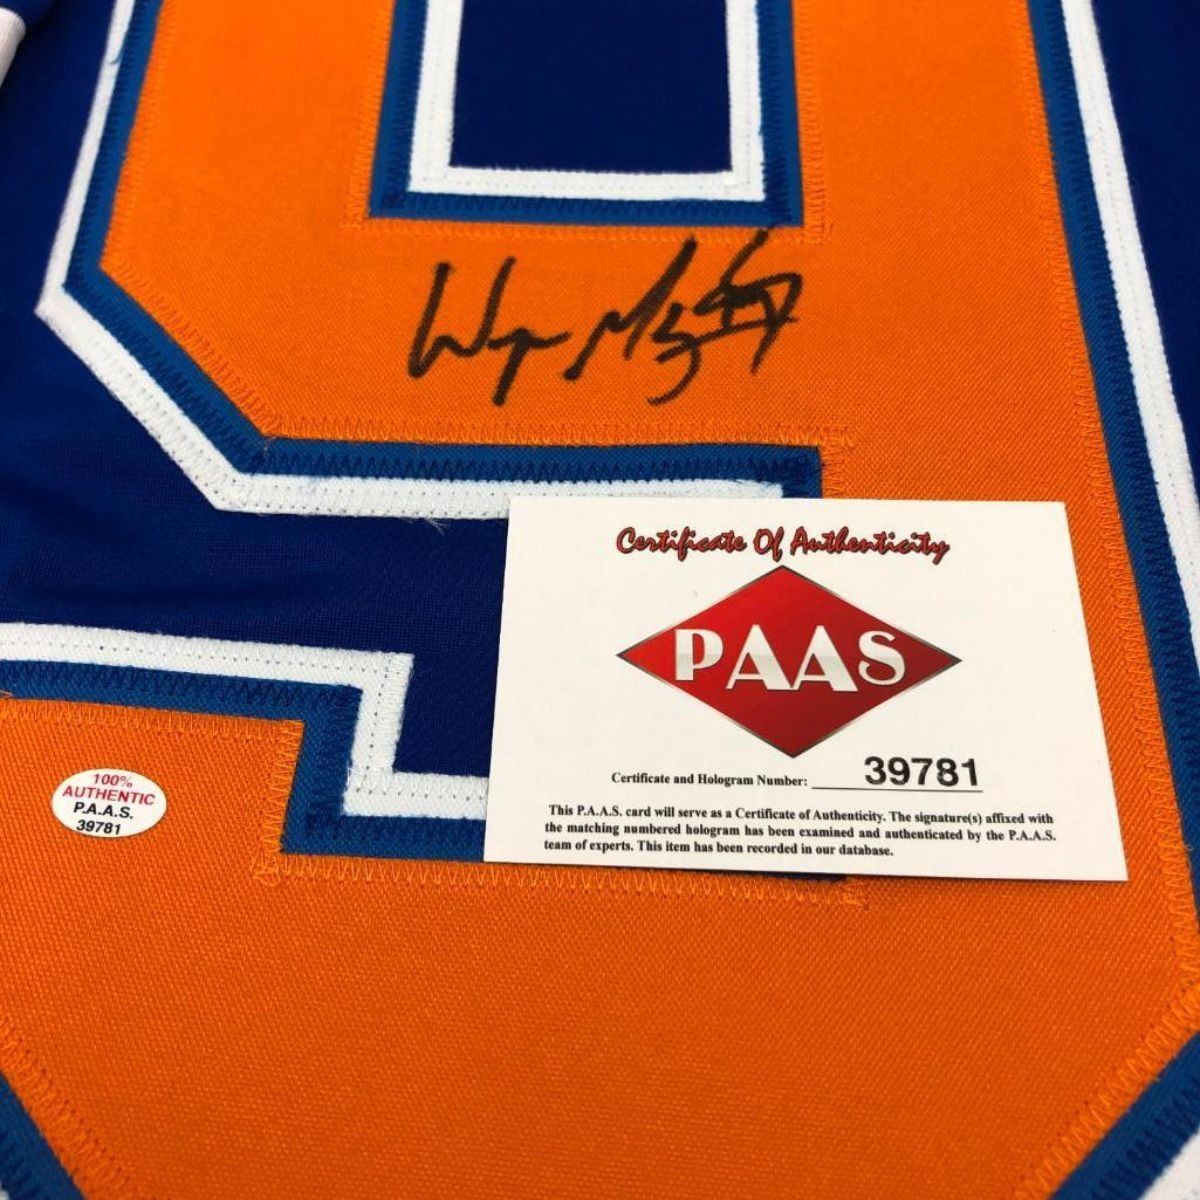 9
Certificate Of Authenticity
PAAS
Certificate and Hologram Number: 39781
This P.A.A.S. card will serve as a Certificate of Authenticity. The signature(s) affixed with
the matching numbered hologram has been examined and authenticated by the P.A.A.S.
team of experts. This item has been recorded in our database.
100%
AUTHENTIC
P.A.A.S.
39781